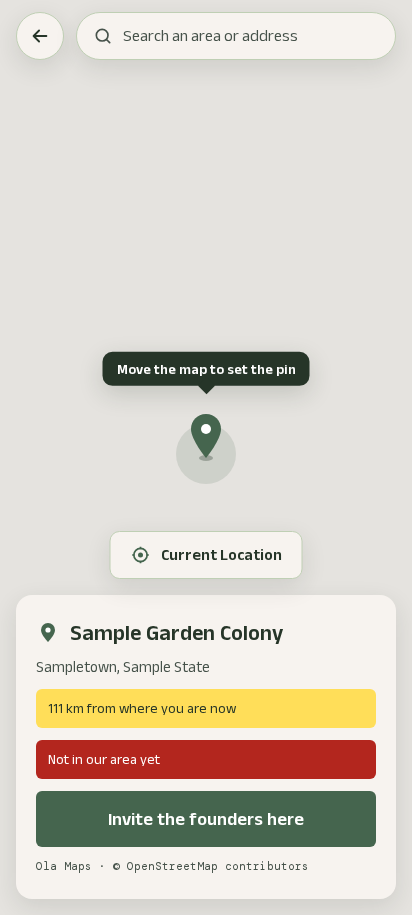 Search an area or address
Move the map to set the pin
Current Location
Sample Garden Colony
Sampletown, Sample State
111 km from where you are now
Not in our area yet
Invite the founders here
Ola Maps · © OpenStreetMap contributors